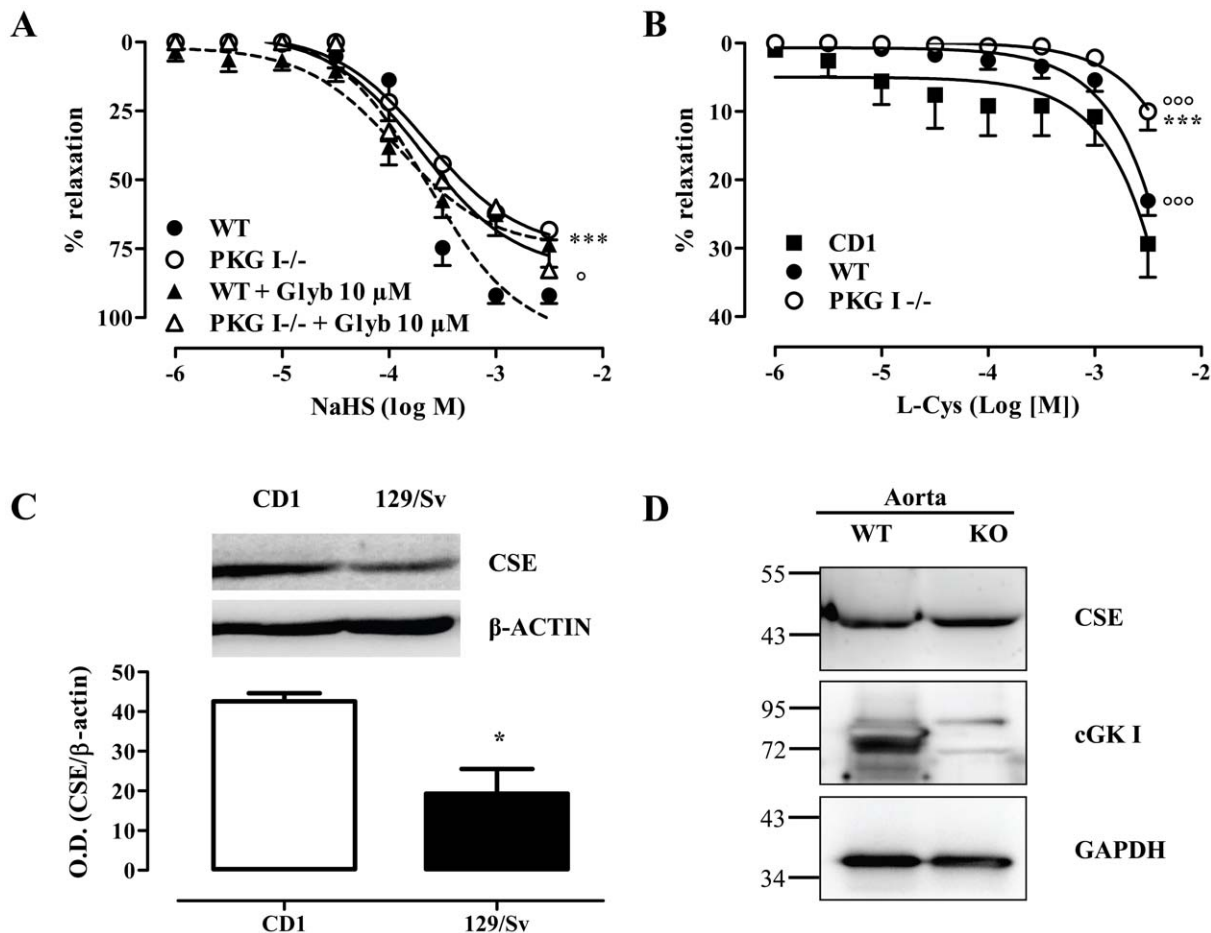 A
0
25
50
75
100
% relaxation
WT
PKG I-/-
WT + Glyb 10 µM
PKG I-/- + Glyb 10 µM
***
°
-6
-5
-4
-3
-2
NaHS (log M)
B
0
10
20
30
40
% relaxation
CD1
WT
PKG I -/-
°°°
***
°°°
-6
-5
-4
-3
-2
L-Cys (Log [M])
C
CD1 129/Sv
CSE
β-ACTIN
50
40
30
20
10
0
O.D. (CSE/β-actin)
*
CD1 129/Sv
D
Aorta
WT KO
55
43
CSE
95
72
cGK I
43
34
GAPDH